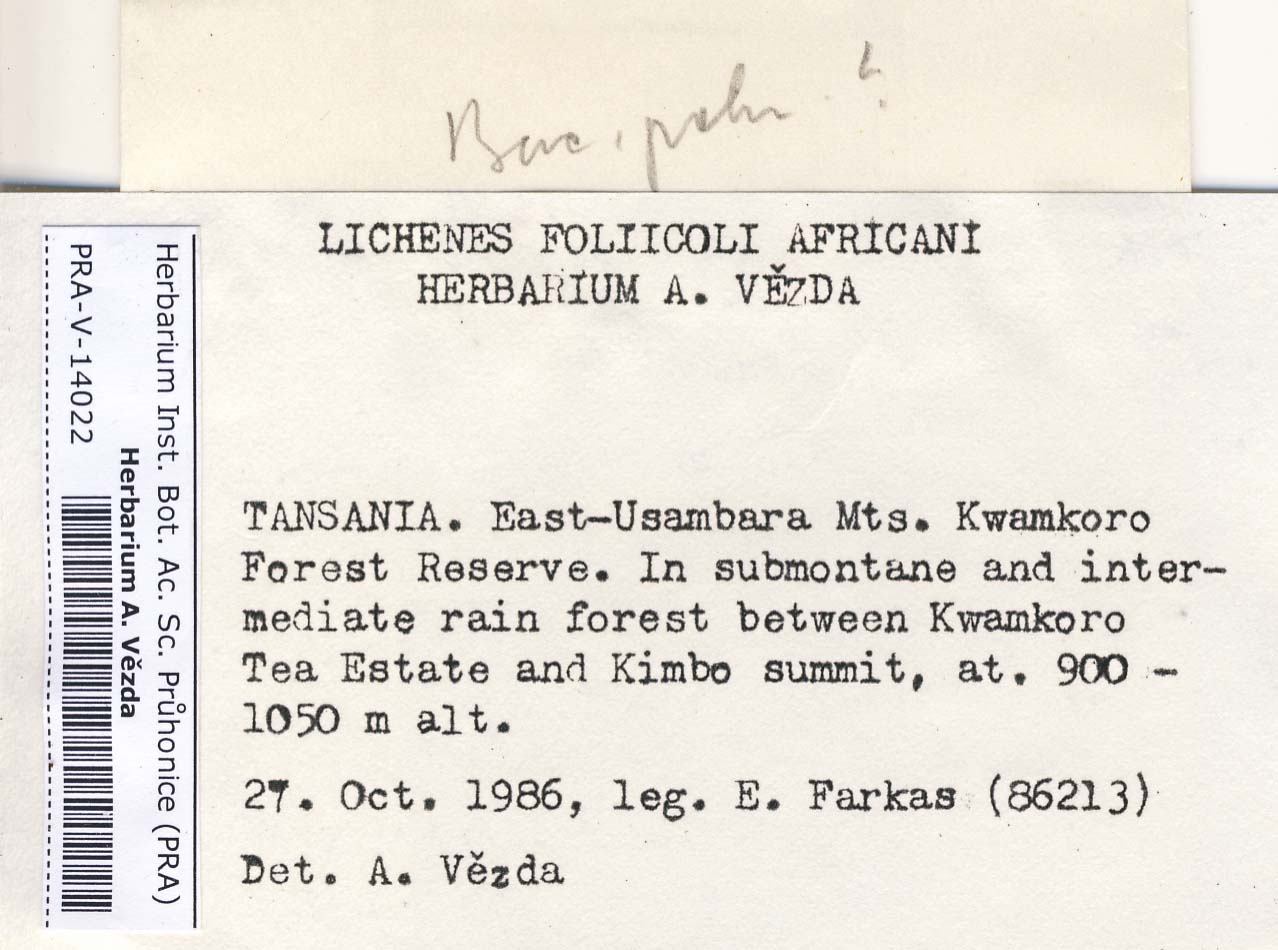 Bac. palm. ?
LICHENES FOLIICOLI AFRICANI
HERBARIUM A. VĚZDA
TANSANIA. East-Usambara Mts. Kwamkoro
Forest Reserve. In submontane and inter-
mediate rain forest between Kwamkoro
Tea Estate and Kimbo summit, at. 900 -
1050 m alt.
27. Oct. 1986, leg. E. Farkas (86213)
Det. A. Vězda
Herbarium Inst. Bot. Ac. Sc. Průhonice (PRA)
Herbarium A. Vězda
PRA-V-14022